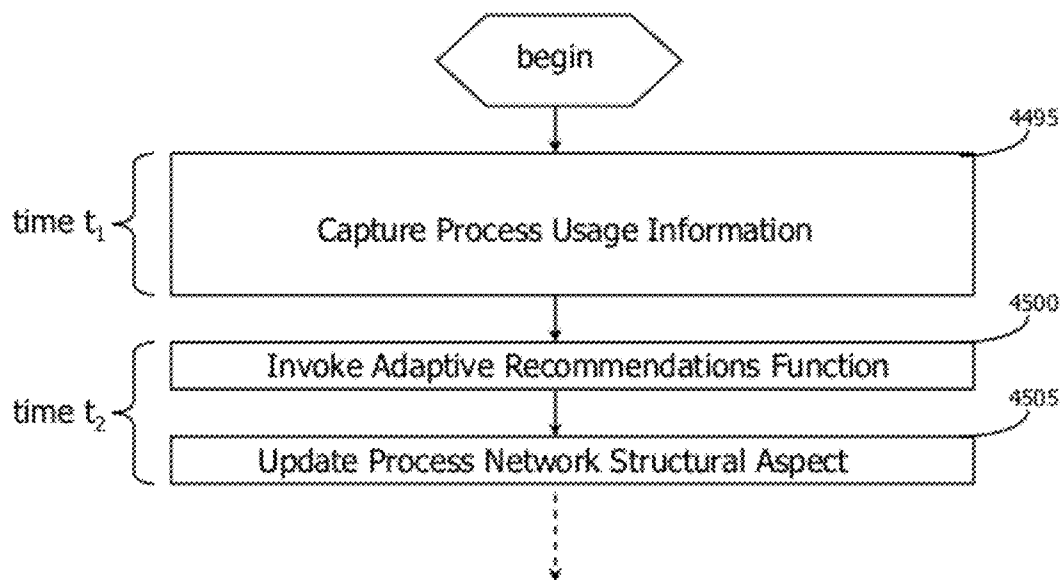 begin
4495
time t₁
Capture Process Usage Information
4500
Invoke Adaptive Recommendations Function
time t₂
4505
Update Process Network Structural Aspect